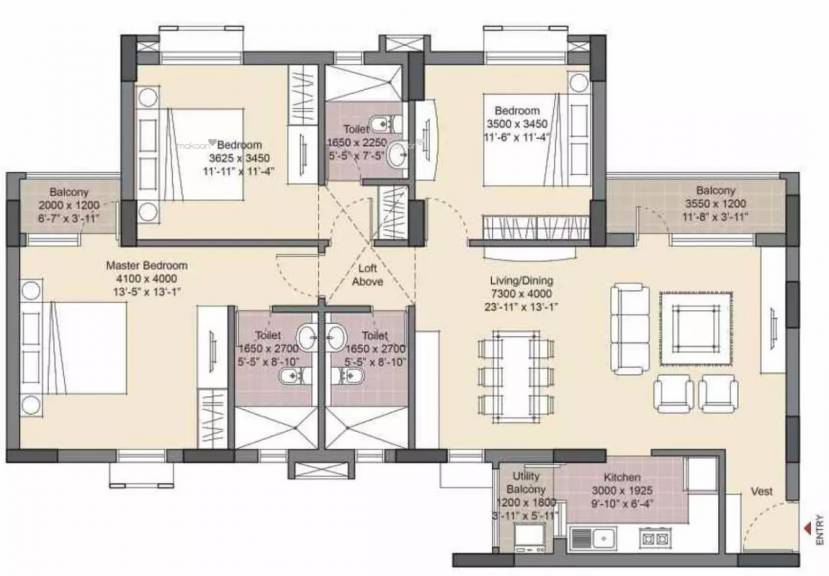 Bedroom
3625 x 3450
11'-11" x 11'-4"
Toilet
1650 x 2250
5'-5" x 7'-5"
Bedroom
3500 x 3450
11'-6" x 11'-4"
Balcony
2000 x 1200
6'-7" x 3'-11"
Balcony
3550 x 1200
11'-8" x 3'-11"
Master Bedroom
4100 x 4000
13'-5" x 13'-1"
Loft
Above
Living/Dining
7300 x 4000
23'-11" x 13'-1"
Toilet
1650 x 2700
5'-5" x 8'-10"
Toilet
1650 x 2700
5'-5" x 8'-10"
Utility
Balcony
1200 x 1800
3'-11" x 5'-11"
Kitchen
3000 x 1925
9'-10" x 6'-4"
Vest
ENTRY